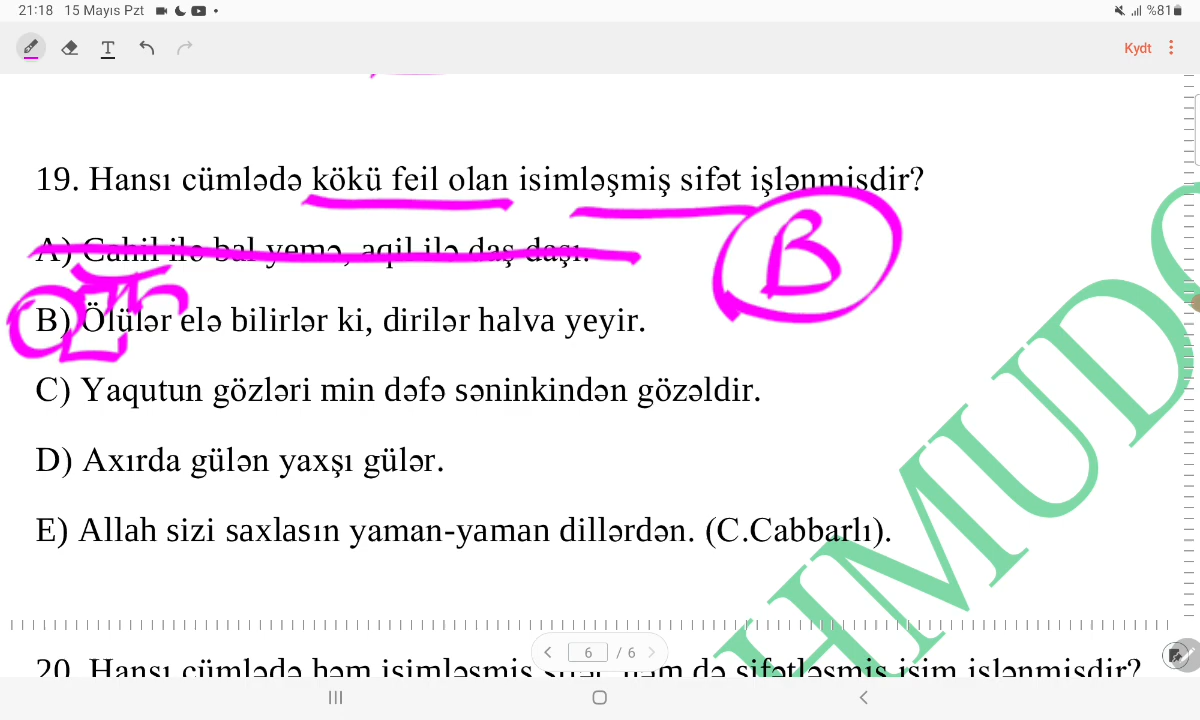 21:18 15 Mayıs Pzt • %81
T Kydt
19. Hansı cümlədə kökü feil olan isimləşmiş sifət işlənmişdir?
A) Cahil ilə bal yemə, aqil ilə daş daşı.
B
B) Ölülər elə bilirlər ki, dirilər halva yeyir.
C) Yaqutun gözləri min dəfə səninkindən gözəldir.
D) Axırda gülən yaxşı gülər.
E) Allah sizi saxlasın yaman-yaman dillərdən. (C.Cabbarlı).
HMUD
6 / 6
20. Hansı cümlədə həm isimləşmiş sifət, həm də sifətləşmiş isim işlənmişdir?